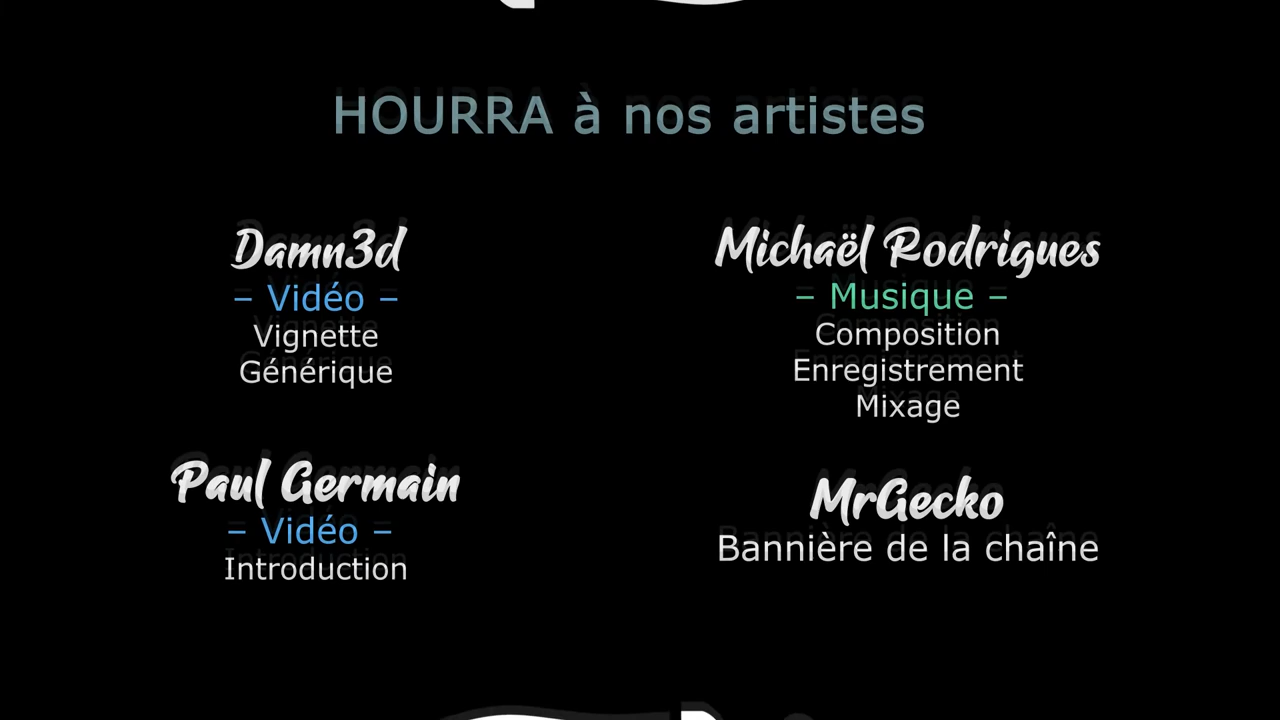 HOURRA à nos artistes
Damn3d
– Vidéo –
Vignette
Générique
Michaël Rodrigues
– Musique –
Composition
Enregistrement
Mixage
Paul Germain
– Vidéo –
Introduction
MrGecko
Bannière de la chaîne